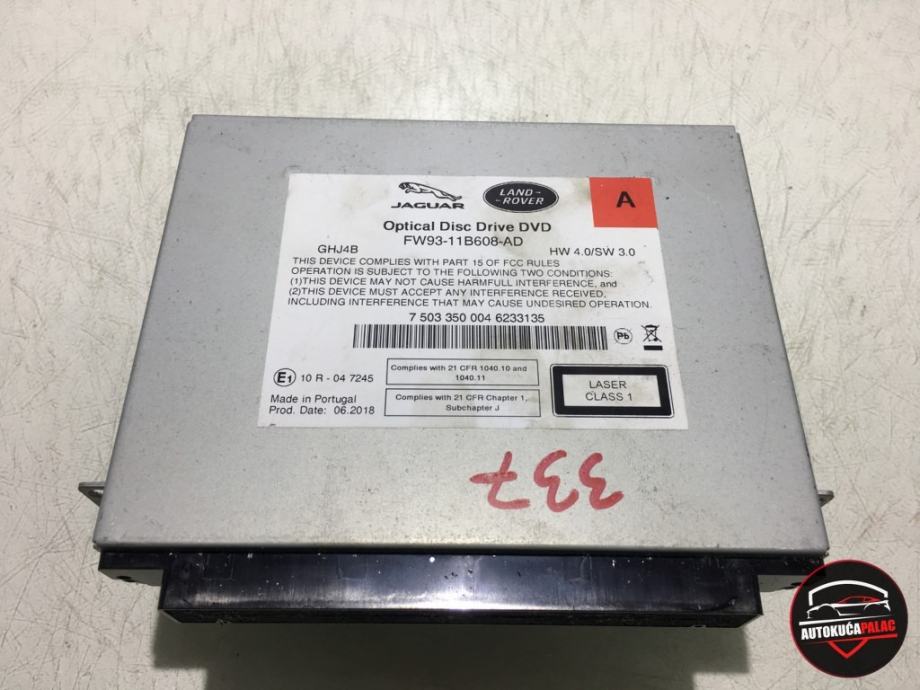 JAGUAR
LAND-
-ROVER
A
Optical Disc Drive DVD
FW93-11B608-AD
GHJ4B
HW 4.0/SW 3.0
THIS DEVICE COMPLIES WITH PART 15 OF FCC RULES
OPERATION IS SUBJECT TO THE FOLLOWING TWO CONDITIONS:
(1)THIS DEVICE MAY NOT CAUSE HARMFULL INTERFERENCE, and
(2)THIS DEVICE MUST ACCEPT ANY INTERFERENCE RECEIVED,
INCLUDING INTERFERENCE THAT MAY CAUSE UNDESIRED OPERATION.
7 503 350 004 6233135
Pb
E1 10 R - 04 7245
Complies with 21 CFR 1040.10 and
1040.11
LASER
CLASS 1
Made in Portugal
Prod. Date: 06.2018
Complies with 21 CFR Chapter 1,
Subchapter J
337
AUTOKUĆAPALAC